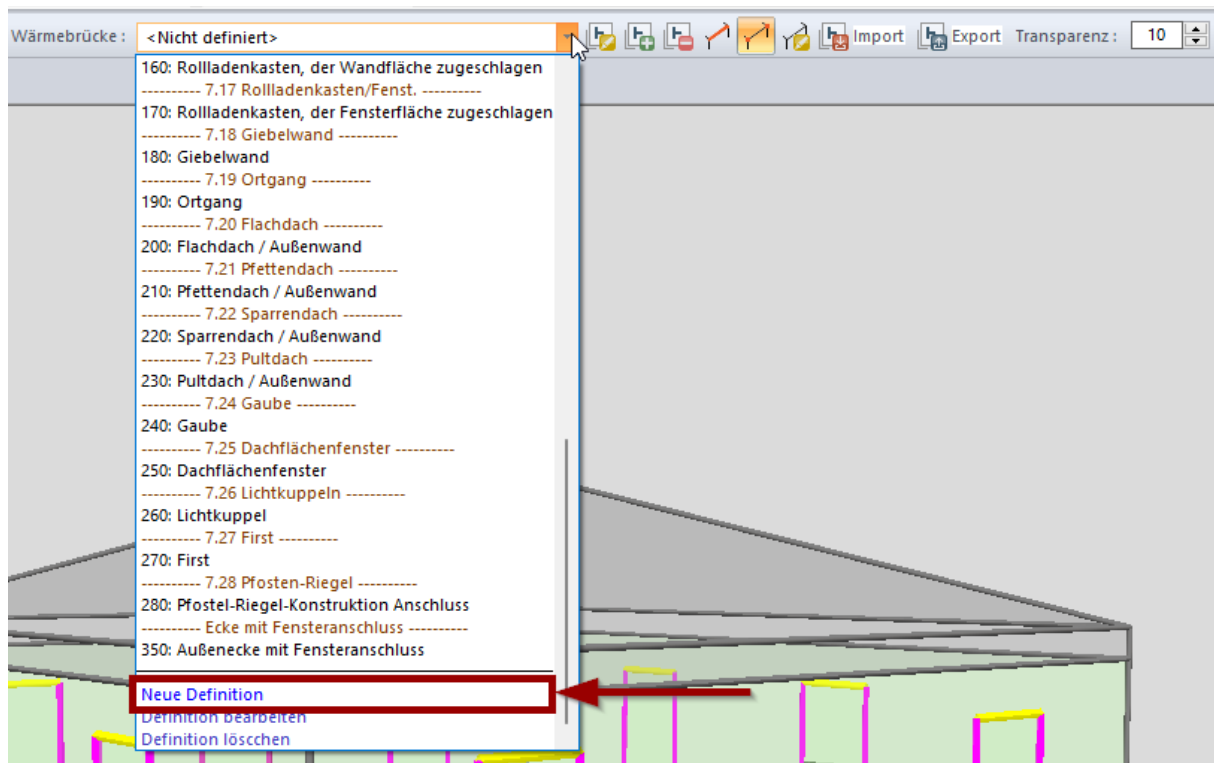 Wärmebrücke : <Nicht definiert> Import Export Transparenz : 10
160: Rollladenkasten, der Wandfläche zugeschlagen
---------- 7.17 Rollladenkasten/Fenst. ----------
170: Rollladenkasten, der Fensterfläche zugeschlagen
---------- 7.18 Giebelwand ----------
180: Giebelwand
---------- 7.19 Ortgang ----------
190: Ortgang
---------- 7.20 Flachdach ----------
200: Flachdach / Außenwand
---------- 7.21 Pfettendach ----------
210: Pfettendach / Außenwand
---------- 7.22 Sparrendach ----------
220: Sparrendach / Außenwand
---------- 7.23 Pultdach ----------
230: Pultdach / Außenwand
---------- 7.24 Gaube ----------
240: Gaube
---------- 7.25 Dachflächenfenster ----------
250: Dachflächenfenster
---------- 7.26 Lichtkuppeln ----------
260: Lichtkuppel
---------- 7.27 First ----------
270: First
---------- 7.28 Pfosten-Riegel ----------
280: Pfostel-Riegel-Konstruktion Anschluss
---------- Ecke mit Fensteranschluss ----------
350: Außenecke mit Fensteranschluss
Neue Definition
Definition bearbeiten
Definition löscchen